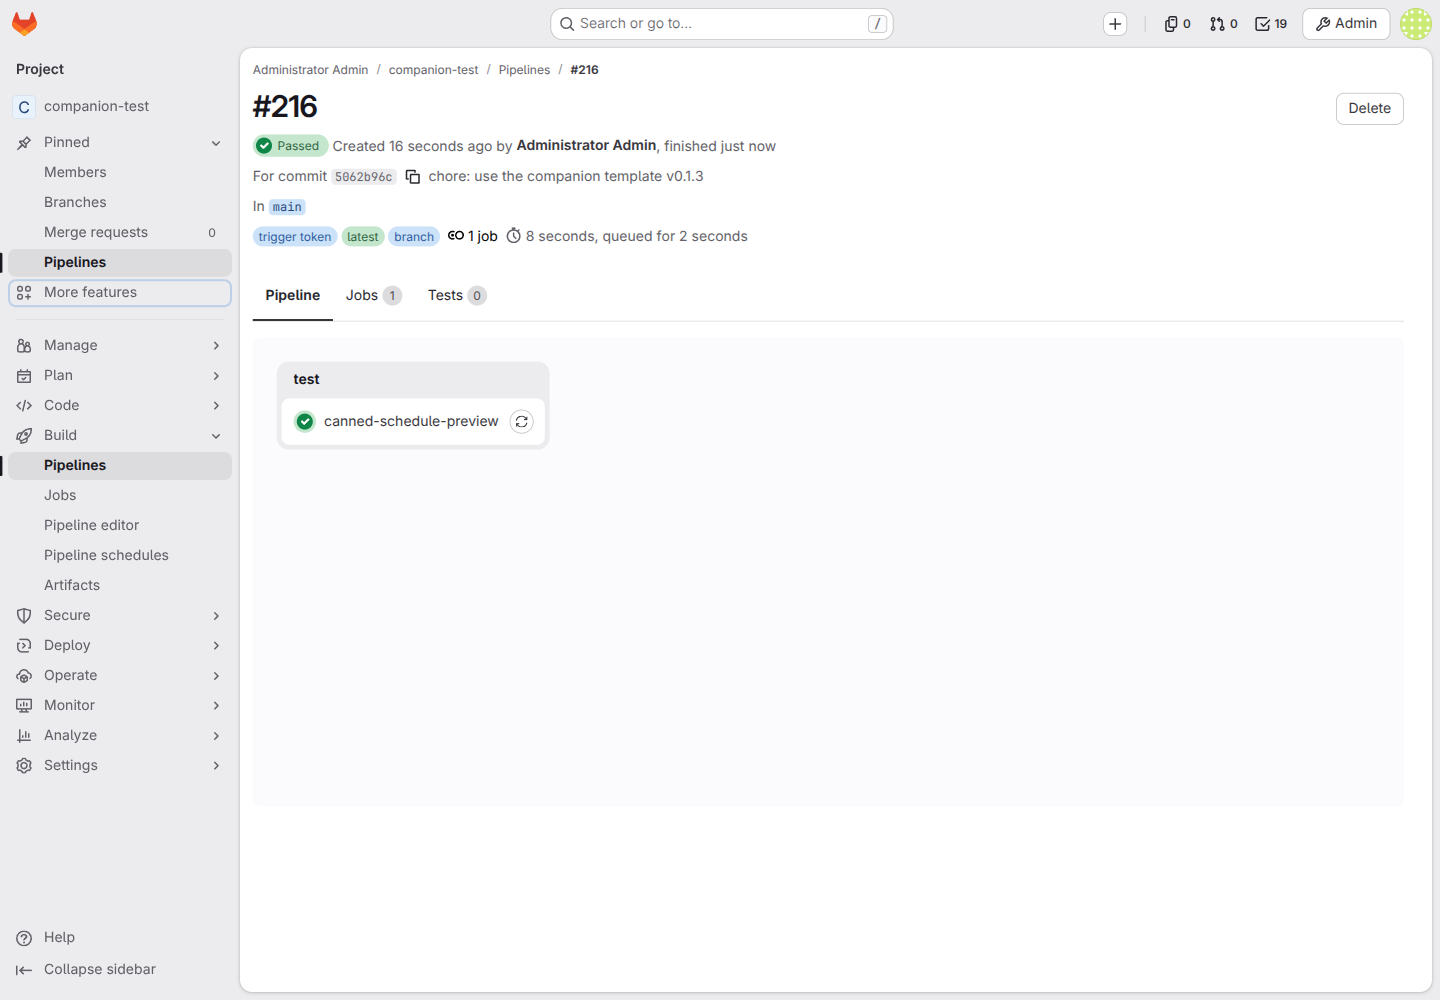 Search or go to...
/
0
0
19
Admin
Project
C
companion-test
Pinned
Members
Branches
Merge requests
0
Pipelines
More features
Manage
Plan
Code
Build
Pipelines
Jobs
Pipeline editor
Pipeline schedules
Artifacts
Secure
Deploy
Operate
Monitor
Analyze
Settings
Help
Collapse sidebar
Administrator Admin / companion-test / Pipelines / #216
#216
Delete
Passed Created 16 seconds ago by Administrator Admin, finished just now
For commit 5062b96c chore: use the companion template v0.1.3
In main
trigger token latest branch 1 job 8 seconds, queued for 2 seconds
Pipeline Jobs 1 Tests 0
test
canned-schedule-preview